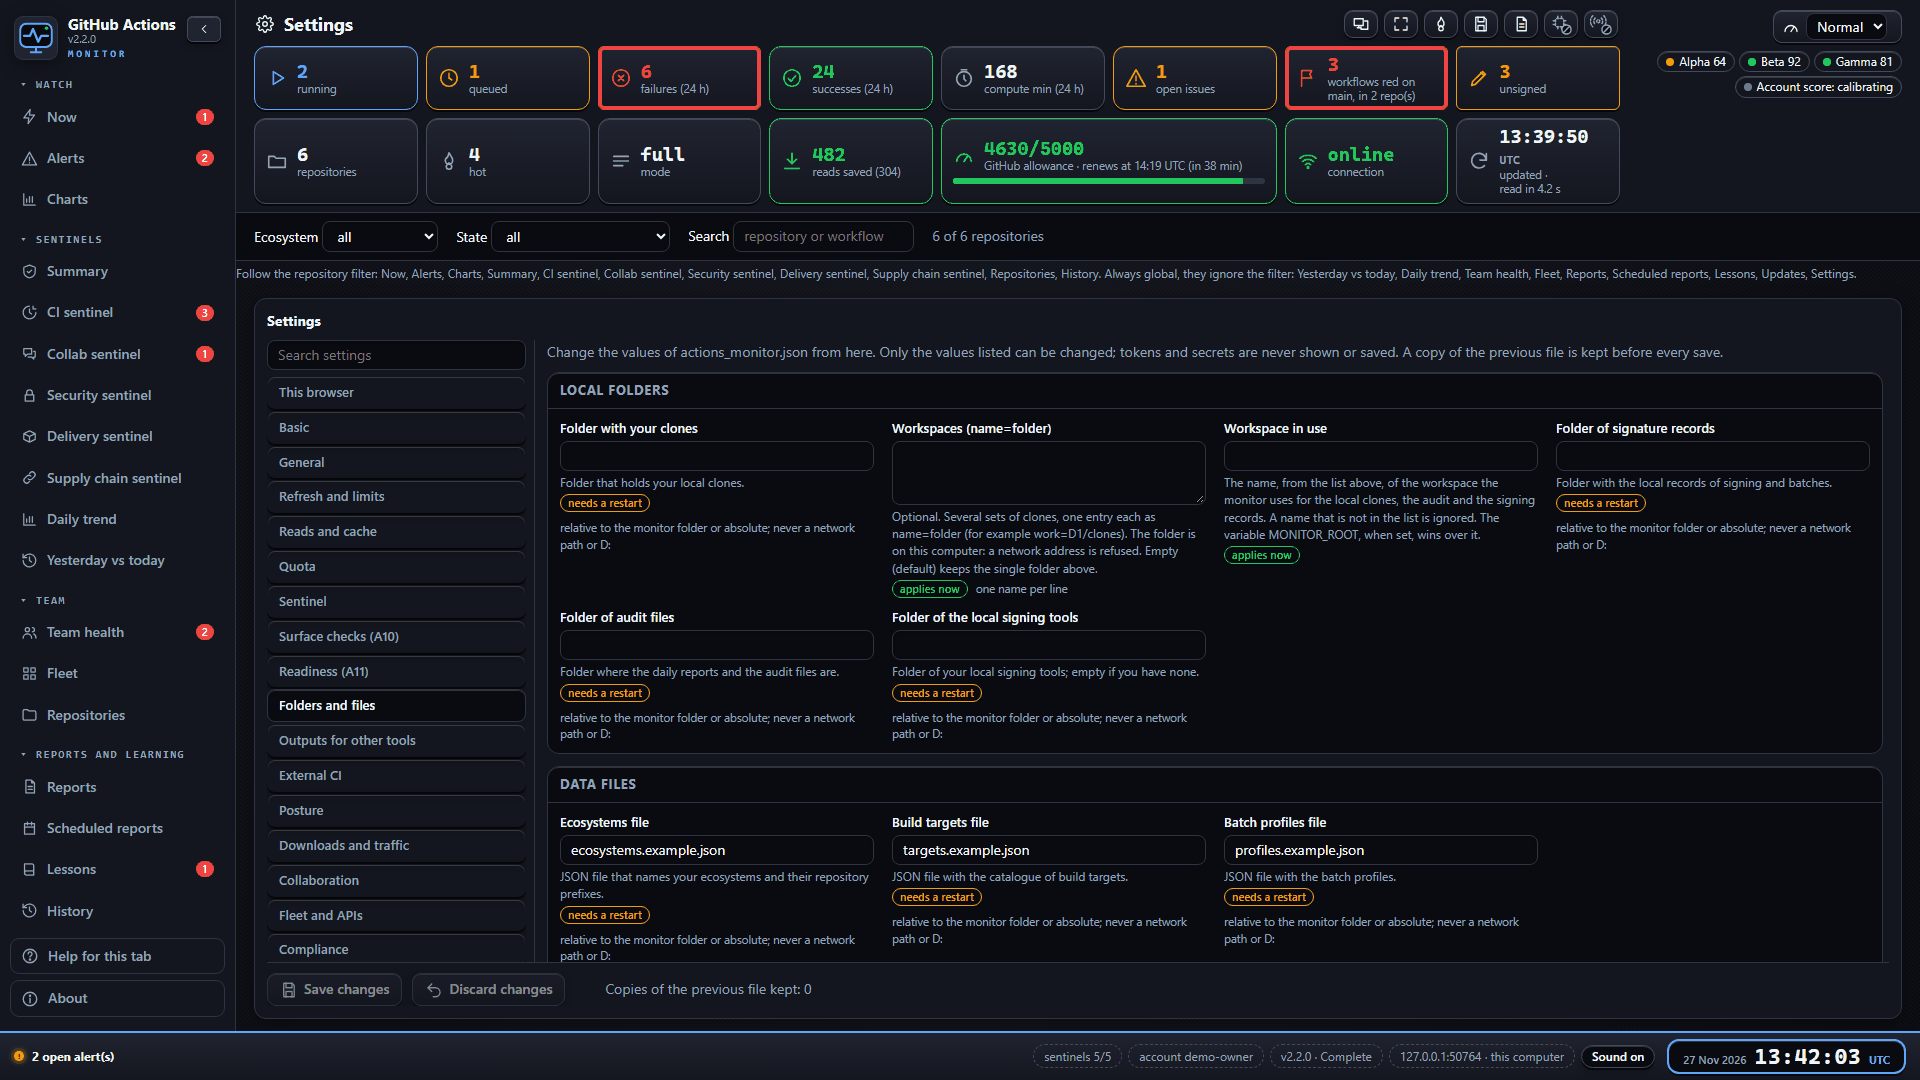 GitHub Actions
v2.2.0
MONITOR
WATCH
Now 1
Alerts 2
Charts
SENTINELS
Summary
CI sentinel 3
Collab sentinel 1
Security sentinel
Delivery sentinel
Supply chain sentinel
Daily trend
Yesterday vs today
TEAM
Team health 2
Fleet
Repositories
REPORTS AND LEARNING
Reports
Scheduled reports
Lessons 1
History
Help for this tab
About
Settings
Normal
Alpha 64
Beta 92
Gamma 81
Account score: calibrating
2
running
1
queued
6
failures (24 h)
24
successes (24 h)
168
compute min (24 h)
1
open issues
3
workflows red on
main, in 2 repo(s)
3
unsigned
6
repositories
4
hot
full
mode
482
reads saved (304)
4630/5000
GitHub allowance · renews at 14:19 UTC (in 38 min)
online
connection
13:39:50
UTC
updated ·
read in 4.2 s
Ecosystem all
State all
Search repository or workflow
6 of 6 repositories
Follow the repository filter: Now, Alerts, Charts, Summary, CI sentinel, Collab sentinel, Security sentinel, Delivery sentinel, Supply chain sentinel, Repositories, History. Always global, they ignore the filter: Yesterday vs today, Daily trend, Team health, Fleet, Reports, Scheduled reports, Lessons, Updates, Settings.
Settings
Search settings
This browser
Basic
General
Refresh and limits
Reads and cache
Quota
Sentinel
Surface checks (A10)
Readiness (A11)
Folders and files
Outputs for other tools
External CI
Posture
Downloads and traffic
Collaboration
Fleet and APIs
Compliance
Change the values of actions_monitor.json from here. Only the values listed can be changed; tokens and secrets are never shown or saved. A copy of the previous file is kept before every save.
LOCAL FOLDERS
Folder with your clones
Folder that holds your local clones.
needs a restart
relative to the monitor folder or absolute; never a network
path or D:
Workspaces (name=folder)
Optional. Several sets of clones, one entry each as
name=folder (for example work=D1/clones). The folder is
on this computer: a network address is refused. Empty
(default) keeps the single folder above.
applies now one name per line
Workspace in use
The name, from the list above, of the workspace the
monitor uses for the local clones, the audit and the signing
records. A name that is not in the list is ignored. The
variable MONITOR_ROOT, when set, wins over it.
applies now
Folder of signature records
Folder with the local records of signing and batches.
needs a restart
relative to the monitor folder or absolute; never a network
path or D:
Folder of audit files
Folder where the daily reports and the audit files are.
needs a restart
relative to the monitor folder or absolute; never a network
path or D:
Folder of the local signing tools
Folder of your local signing tools; empty if you have none.
needs a restart
relative to the monitor folder or absolute; never a network
path or D:
DATA FILES
Ecosystems file
ecosystems.example.json
JSON file that names your ecosystems and their repository
prefixes.
needs a restart
relative to the monitor folder or absolute; never a network
path or D:
Build targets file
targets.example.json
JSON file with the catalogue of build targets.
needs a restart
relative to the monitor folder or absolute; never a network
path or D:
Batch profiles file
profiles.example.json
JSON file with the batch profiles.
needs a restart
relative to the monitor folder or absolute; never a network
path or D:
Save changes
Discard changes
Copies of the previous file kept: 0
2 open alert(s)
sentinels 5/5
account demo-owner
v2.2.0 · Complete
127.0.0.1:50764 · this computer
Sound on
27 Nov 2026 13:42:03 UTC